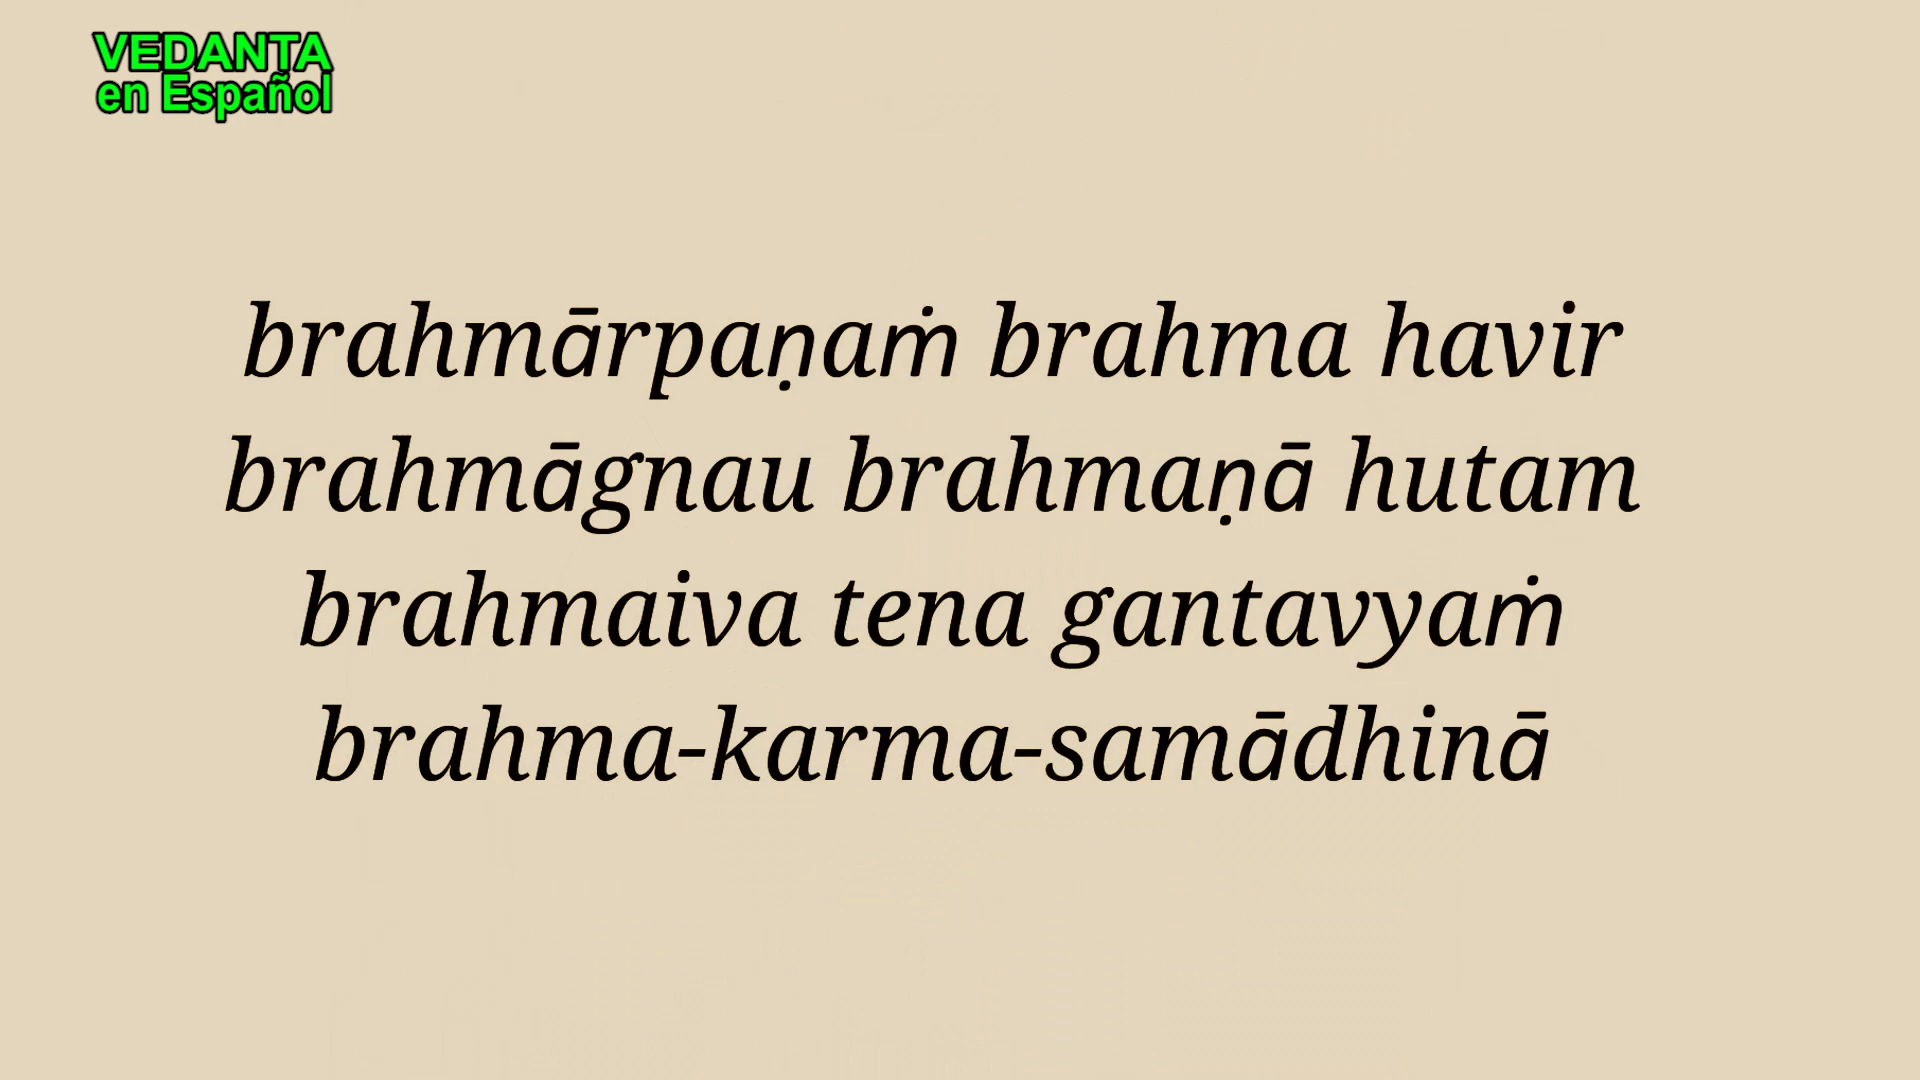 VEDANTA
en Español
brahmārpaṇaṁ brahma havir
brahmāgnau brahmaṇā hutam
brahmaiva tena gantavyaṁ
brahma-karma-samādhinā